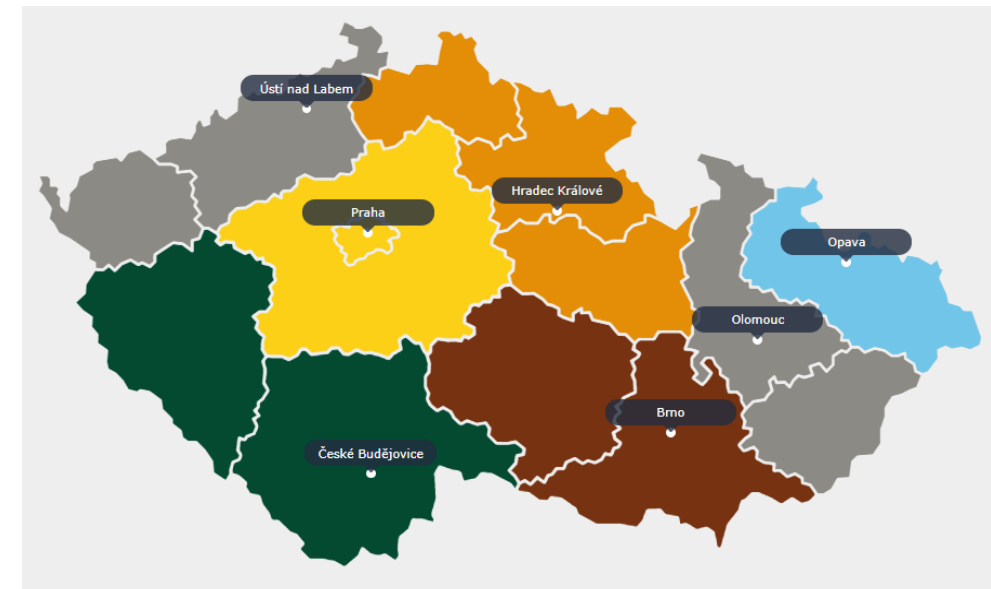 Ústí nad Labem
Hradec Králové
Praha
Opava
Olomouc
Brno
České Budějovice